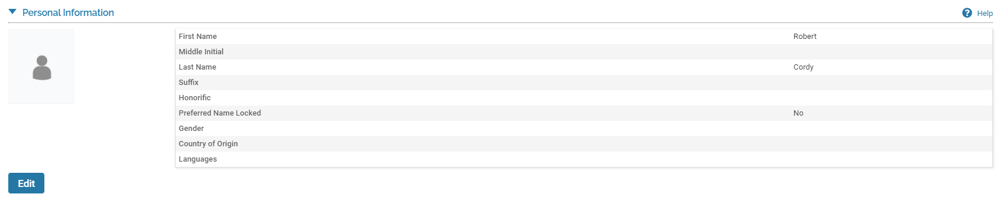 Personal Information
Help
First Name Robert
Middle Initial
Last Name Cordy
Suffix
Honorific
Preferred Name Locked No
Gender
Country of Origin
Languages
Edit